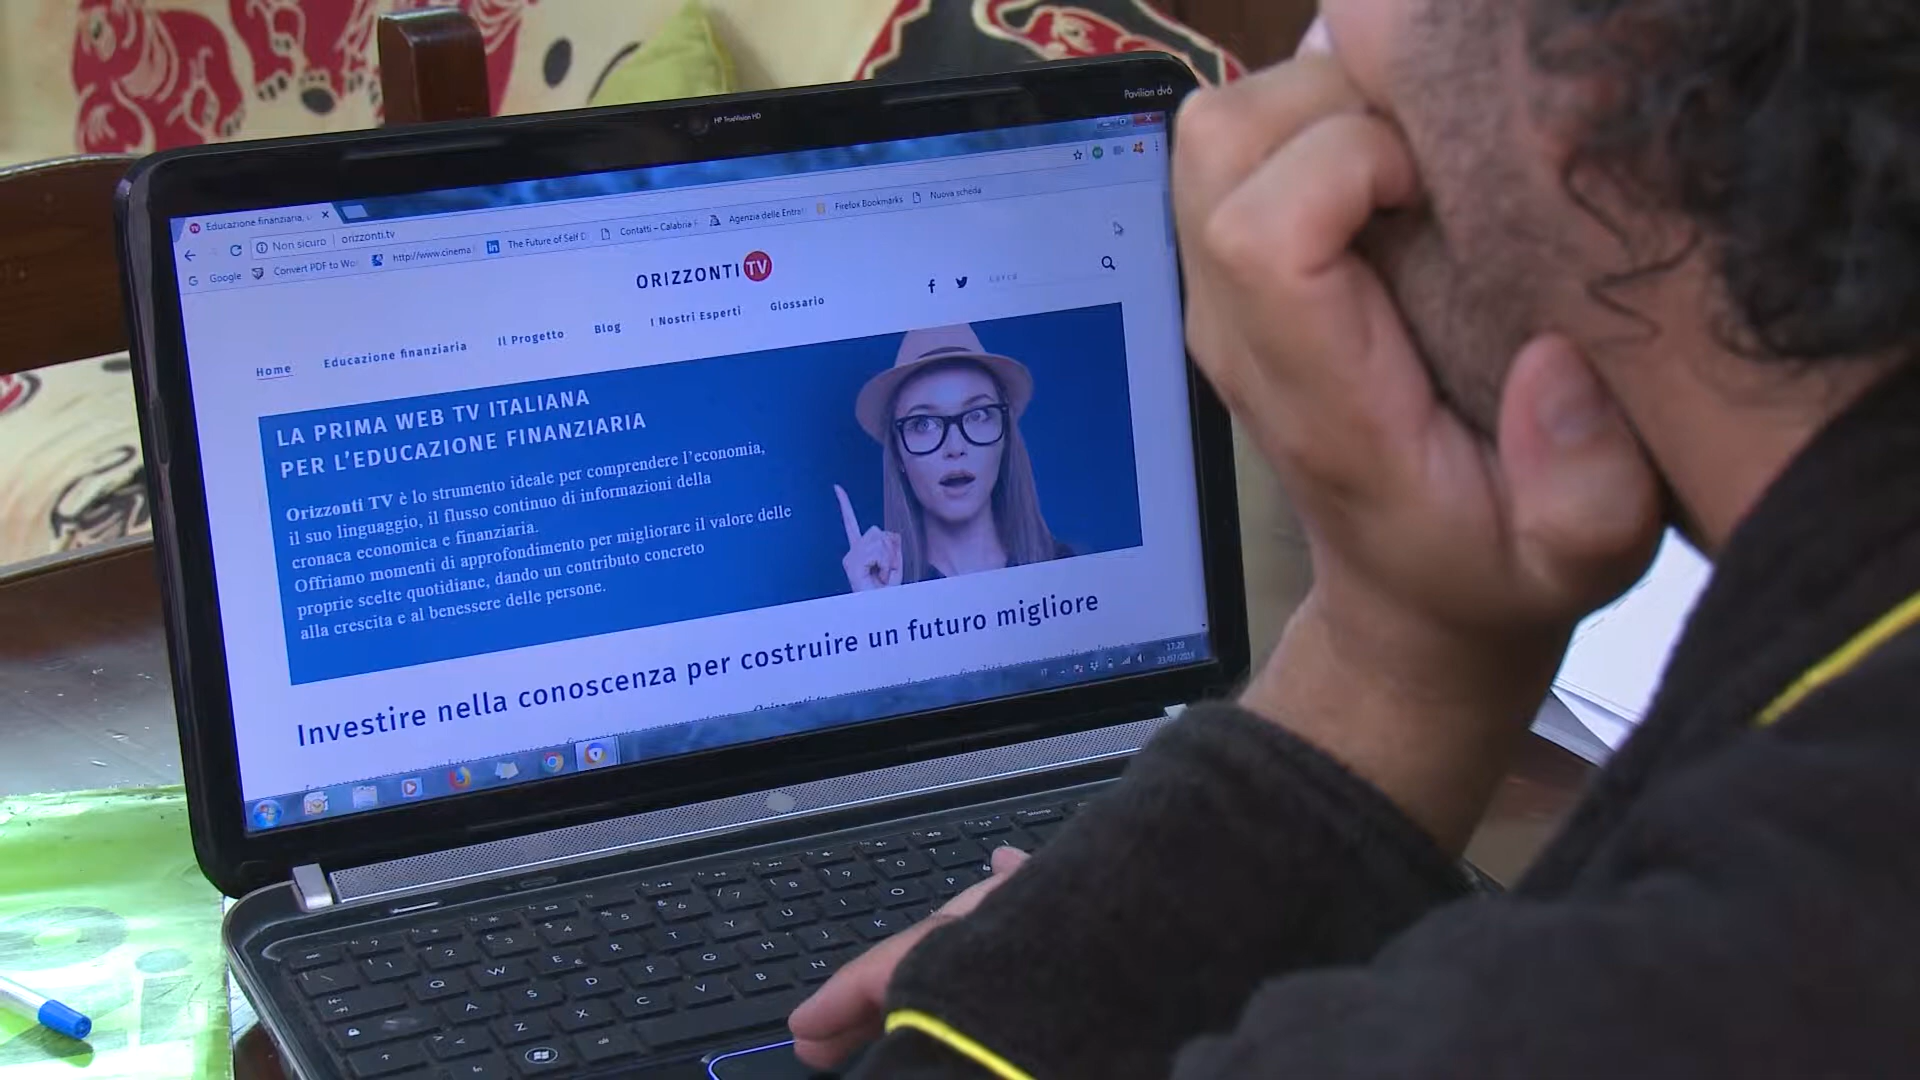 Pavilion dv6
HP TrueVision HD
Educazione finanziaria,
Non sicuro
orizzonti.tv
Google
Convert PDF to Wo
http://www.cinema
The Future of Self D
Contatti – Calabria F
Agenzia delle Entra
Firefox Bookmarks
Nuova scheda
ORIZZONTI TV
Cerca
Home
Educazione finanziaria
Il Progetto
Blog
I Nostri Esperti
Glossario
LA PRIMA WEB TV ITALIANA
PER L'EDUCAZIONE FINANZIARIA
Orizzonti TV è lo strumento ideale per comprendere l'economia,
il suo linguaggio, il flusso continuo di informazioni della
cronaca economica e finanziaria.
Offriamo momenti di approfondimento per migliorare il valore delle
proprie scelte quotidiane, dando un contributo concreto
alla crescita e al benessere delle persone.
Investire nella conoscenza per costruire un futuro migliore
IT
17:29
Q W E R T Y U I O P
A S D F G H J K
Z X C V B N